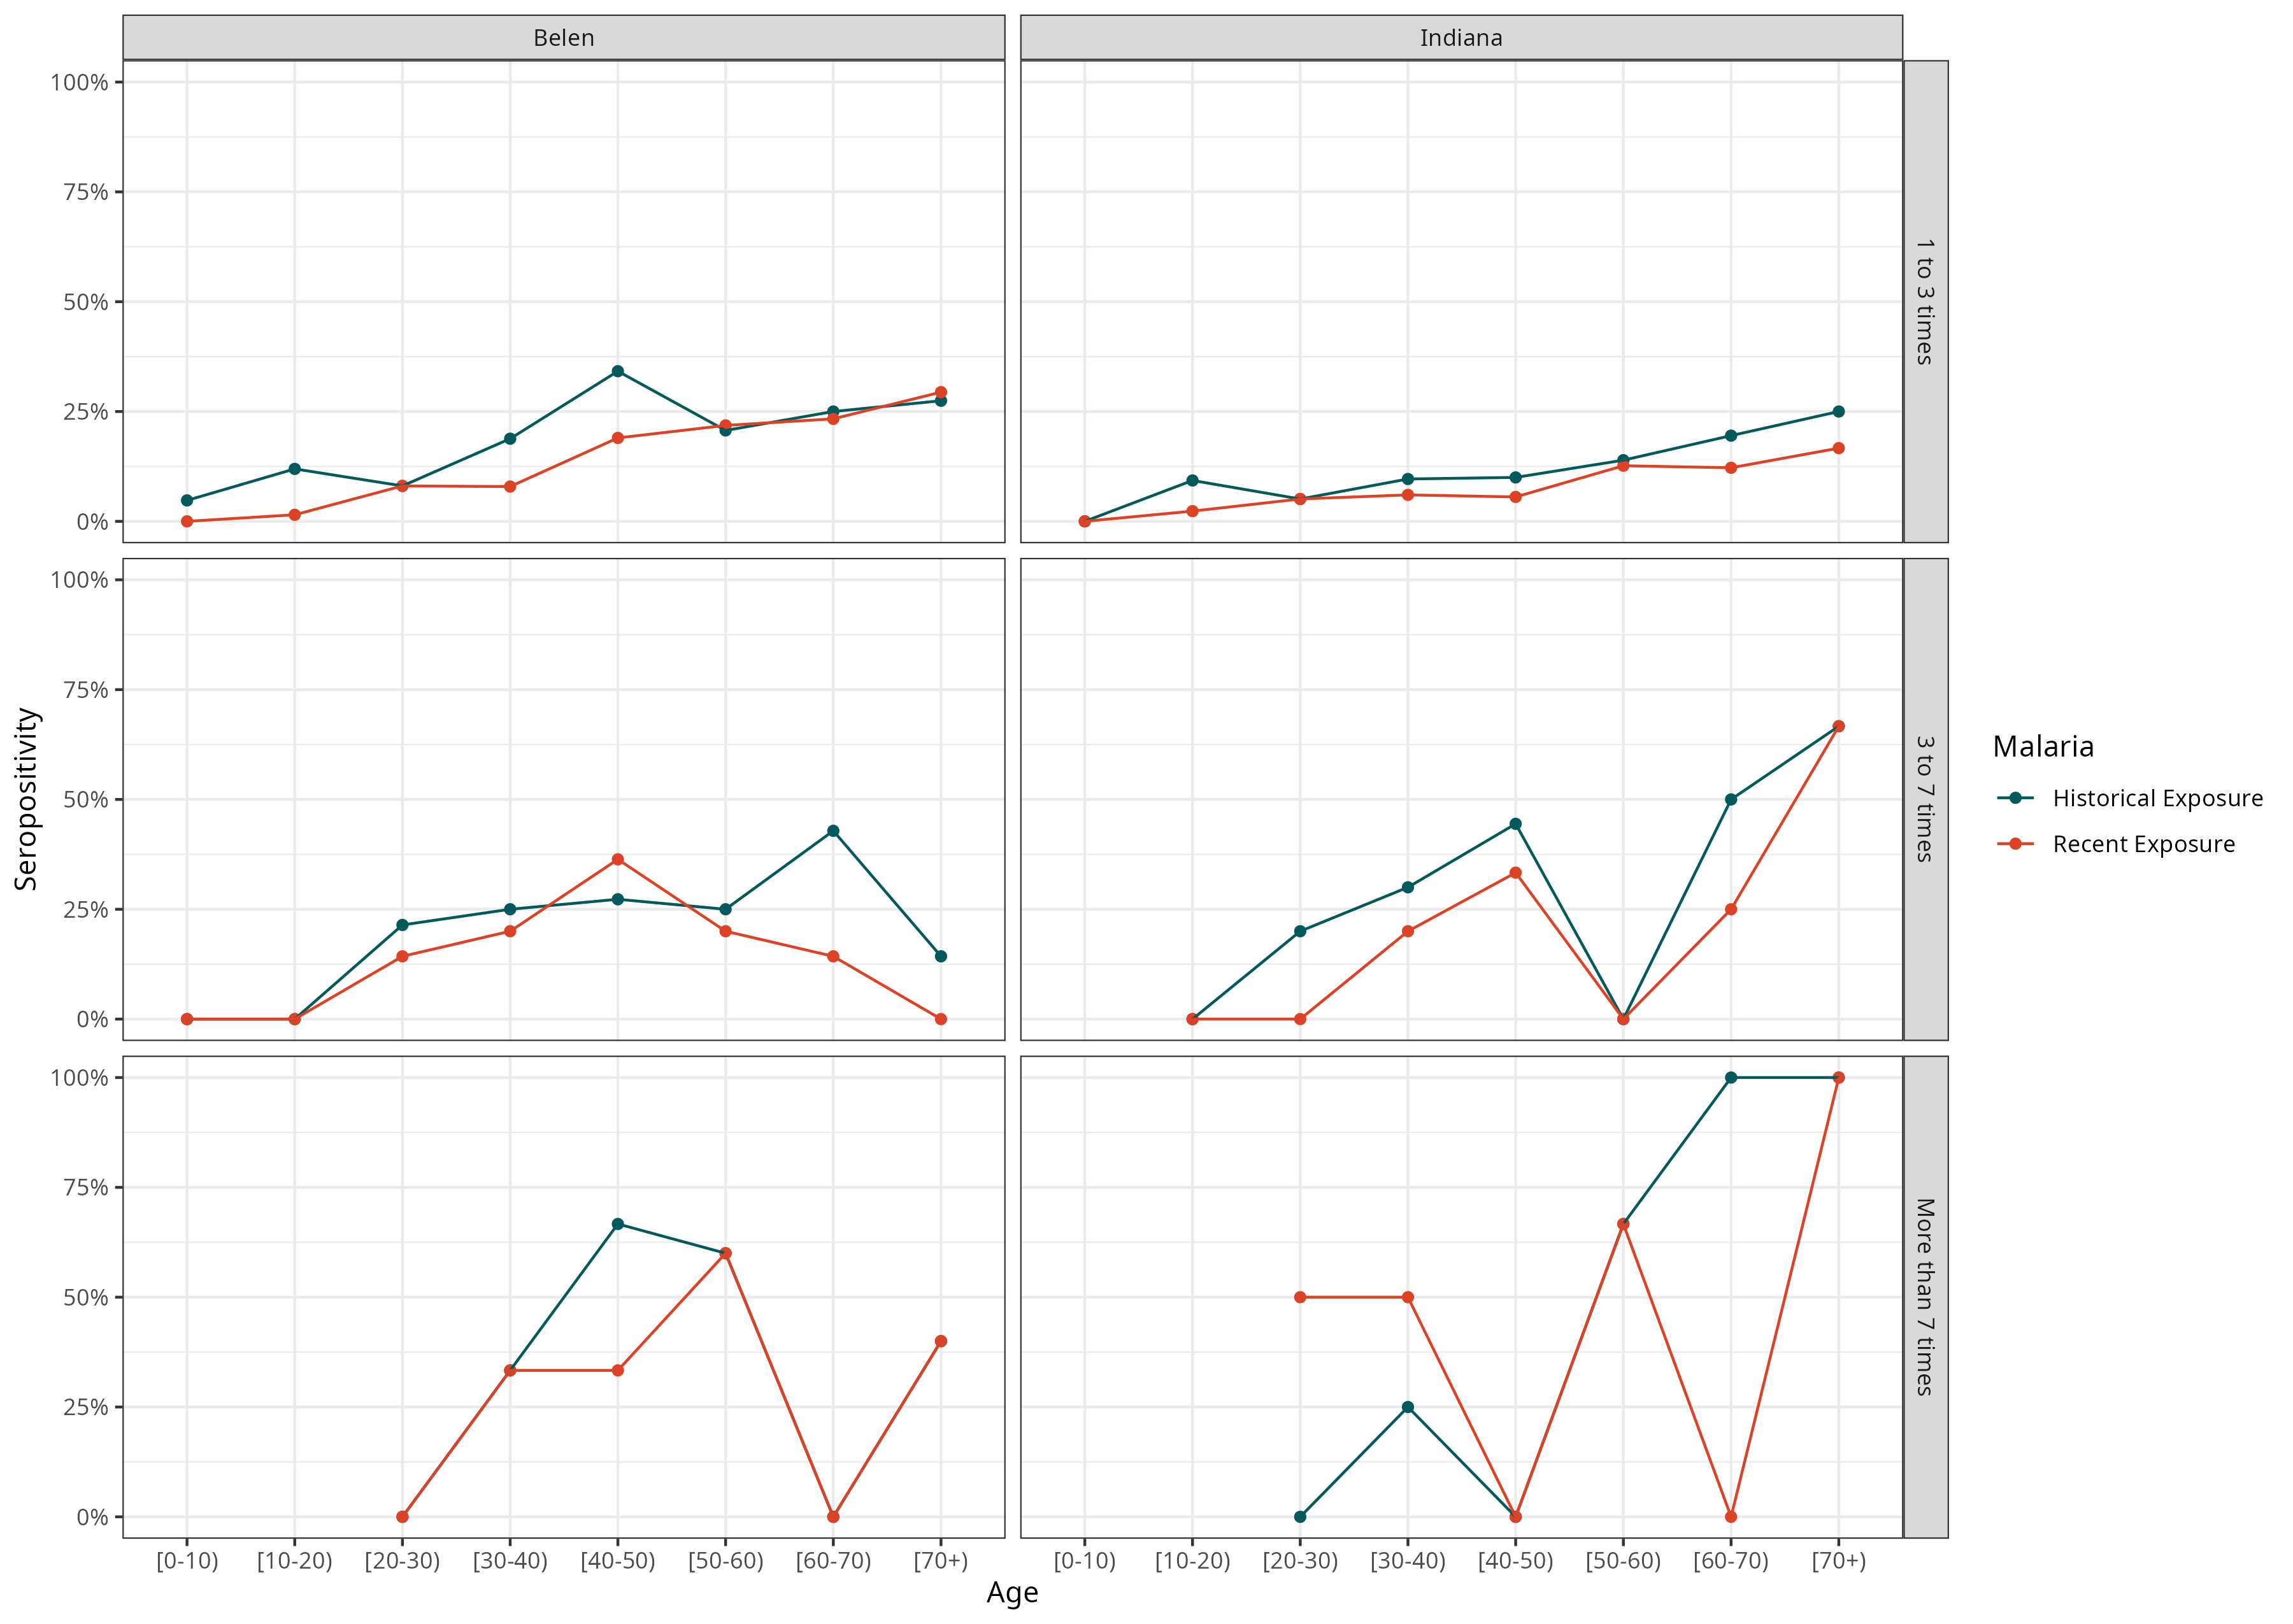 Belen
Indiana
100%
75%
50%
25%
0%
1 to 3 times
100%
75%
50%
25%
0%
3 to 7 times
100%
75%
50%
25%
0%
More than 7 times
Seropositivity
[0-10) [10-20) [20-30) [30-40) [40-50) [50-60) [60-70) [70+)
[0-10) [10-20) [20-30) [30-40) [40-50) [50-60) [60-70) [70+)
Age
Malaria
Historical Exposure
Recent Exposure